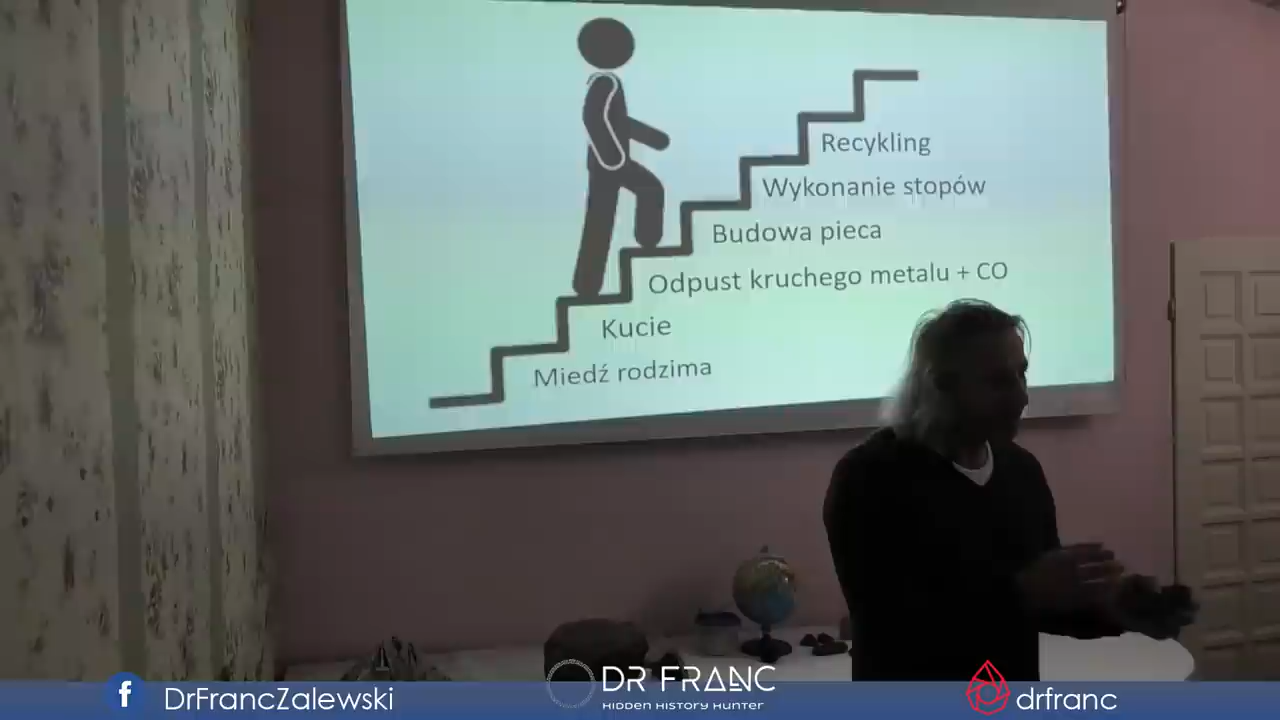 Recykling
Wykonanie stopów
Budowa pieca
Odpust kruchego metalu + CO
Kucie
Miedź rodzima
f DrFrancZalewski
DR FRANC
HIDDEN HISTORY HUNTER
drfranc